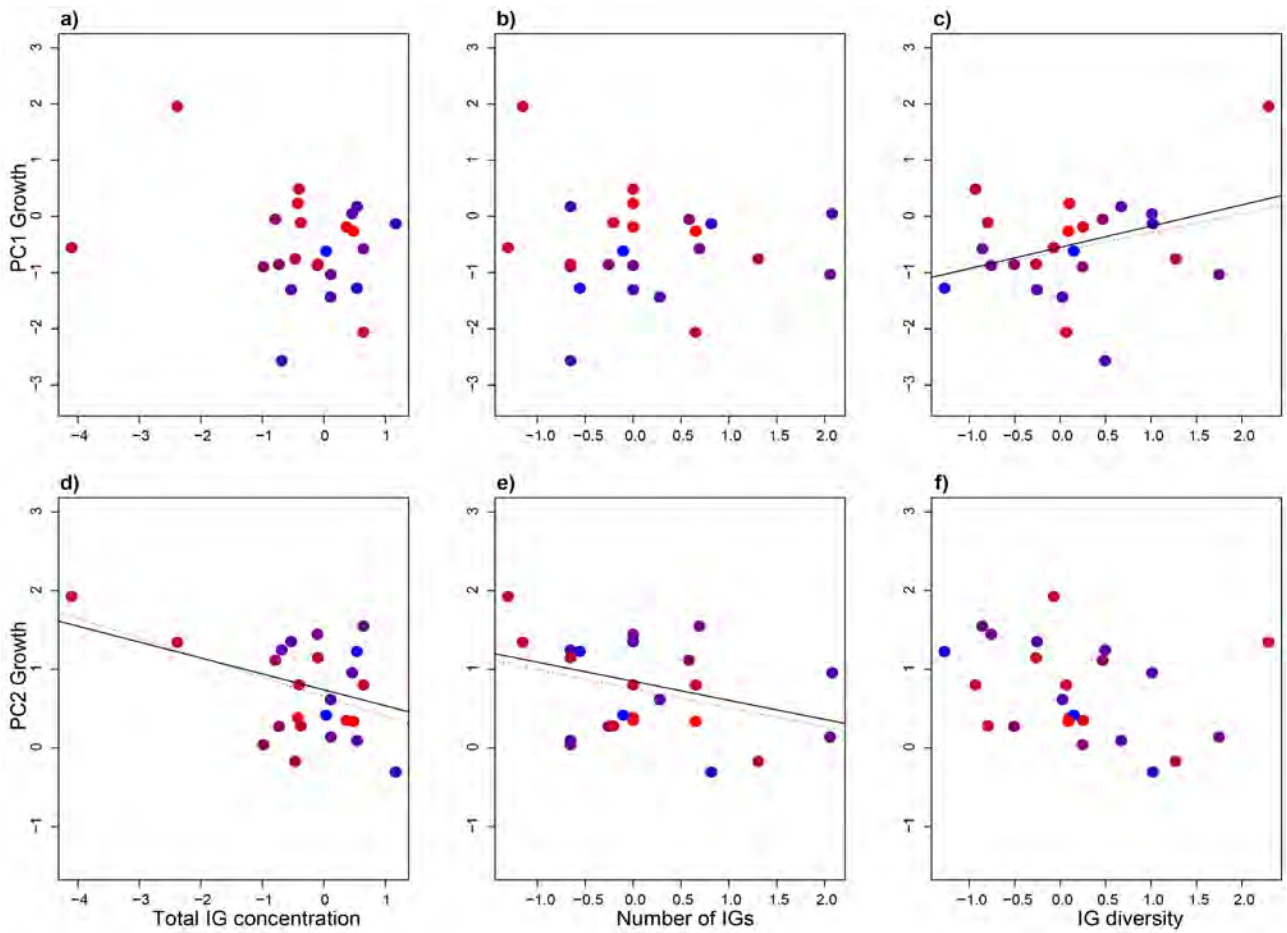 a)
b)
c)
PC1 Growth
3
2
1
0
−1
−2
−3
−4 −3 −2 −1 0 1
−1.0 −0.5 0.0 0.5 1.0 1.5 2.0
−1.0 −0.5 0.0 0.5 1.0 1.5 2.0
d)
e)
f)
PC2 Growth
3
2
1
0
−1
−4 −3 −2 −1 0 1
−1.0 −0.5 0.0 0.5 1.0 1.5 2.0
−1.0 −0.5 0.0 0.5 1.0 1.5 2.0
Total IG concentration
Number of IGs
IG diversity